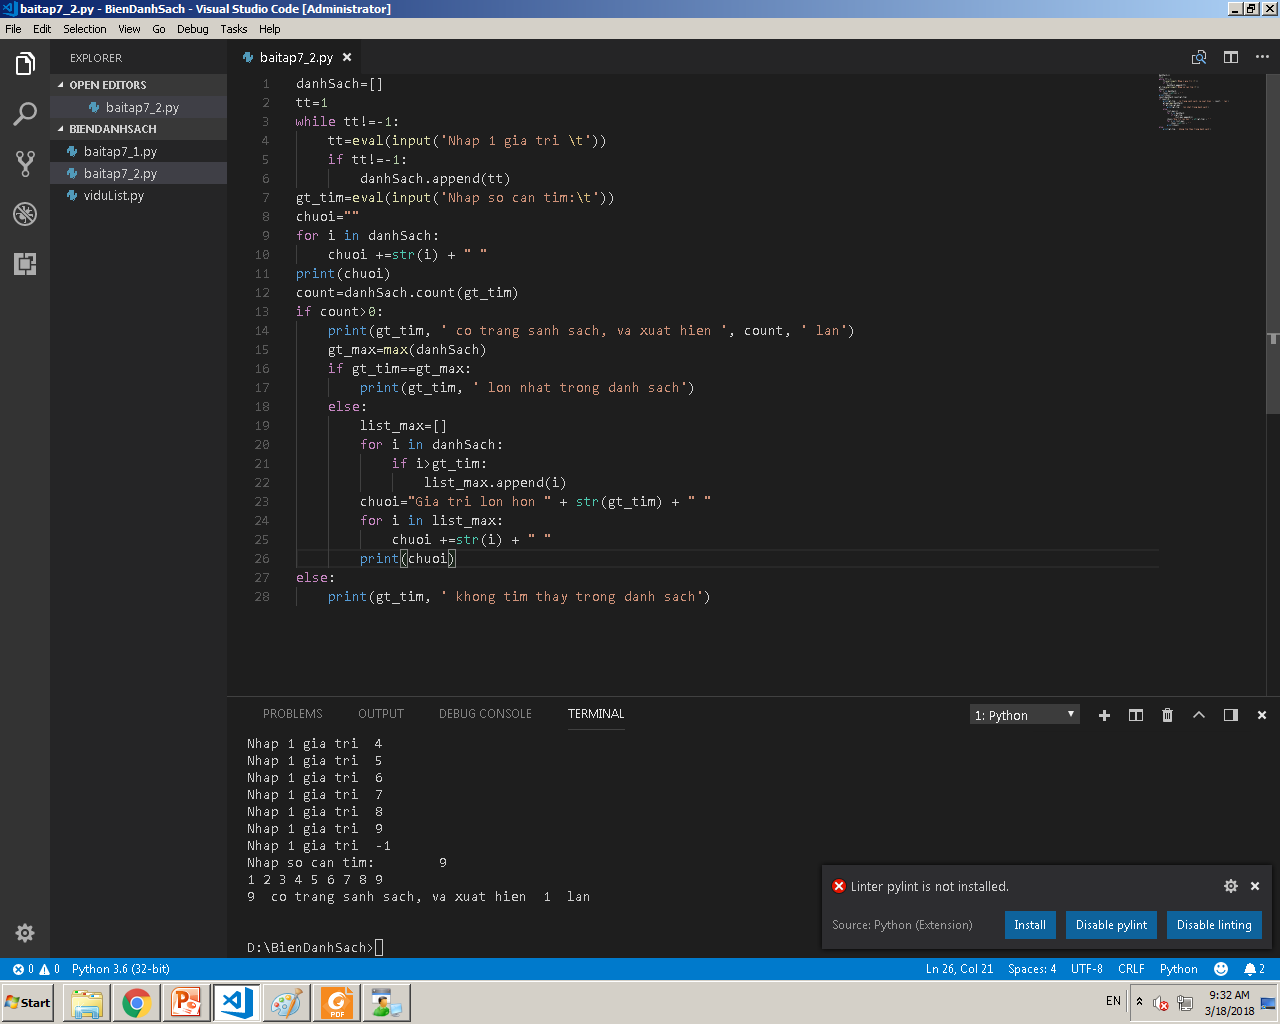 baitap7_2.py - BienDanhSach - Visual Studio Code [Administrator]
File Edit Selection View Go Debug Tasks Help
EXPLORER
OPEN EDITORS
baitap7_2.py
BIENDANHSACH
baitap7_1.py
baitap7_2.py
viduList.py
baitap7_2.py
1 danhSach=[]
2 tt=1
3 while tt!=-1:
4     tt=eval(input('Nhap 1 gia tri \t'))
5     if tt!=-1:
6         danhSach.append(tt)
7 gt_tim=eval(input('Nhap so can tim:\t'))
8 chuoi=""
9 for i in danhSach:
10     chuoi +=str(i) + " "
11 print(chuoi)
12 count=danhSach.count(gt_tim)
13 if count>0:
14     print(gt_tim, ' co trang sanh sach, va xuat hien ', count, ' lan')
15     gt_max=max(danhSach)
16     if gt_tim==gt_max:
17         print(gt_tim, ' lon nhat trong danh sach')
18     else:
19         list_max=[]
20         for i in danhSach:
21             if i>gt_tim:
22                 list_max.append(i)
23         chuoi="Gia tri lon hon " + str(gt_tim) + " "
24         for i in list_max:
25             chuoi +=str(i) + " "
26         print(chuoi)
27 else:
28     print(gt_tim, ' khong tim thay trong danh sach')
PROBLEMS OUTPUT DEBUG CONSOLE TERMINAL
1: Python
Nhap 1 gia tri  4
Nhap 1 gia tri  5
Nhap 1 gia tri  6
Nhap 1 gia tri  7
Nhap 1 gia tri  8
Nhap 1 gia tri  9
Nhap 1 gia tri  -1
Nhap so can tim:        9
1 2 3 4 5 6 7 8 9
9  co trang sanh sach, va xuat hien  1  lan
D:\BienDanhSach>
Linter pylint is not installed.
Source: Python (Extension)
Install
Disable pylint
Disable linting
0 0 Python 3.6 (32-bit)
Ln 26, Col 21 Spaces: 4 UTF-8 CRLF Python 2
Start
PDF
EN
9:32 AM
3/18/2018